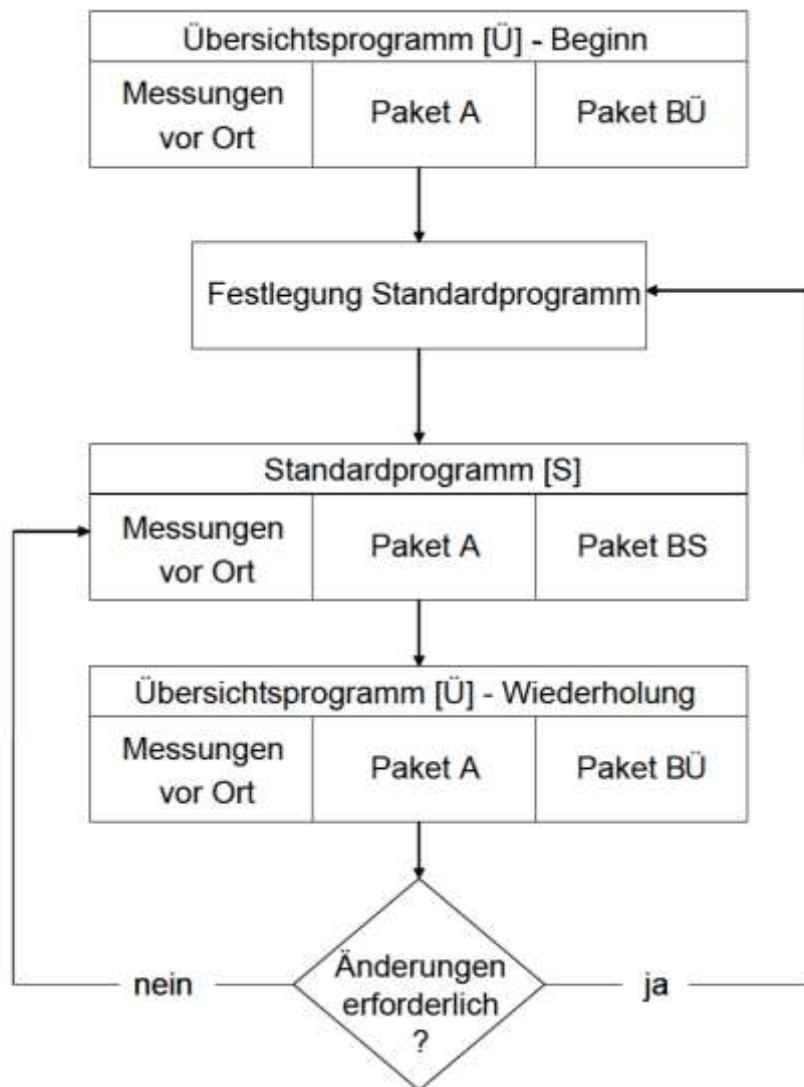 Übersichtsprogramm [Ü] - Beginn
Messungen
vor Ort
Paket A
Paket BÜ
Festlegung Standardprogramm
Standardprogramm [S]
Messungen
vor Ort
Paket A
Paket BS
Übersichtsprogramm [Ü] - Wiederholung
Messungen
vor Ort
Paket A
Paket BÜ
nein
Änderungen
erforderlich
?
ja